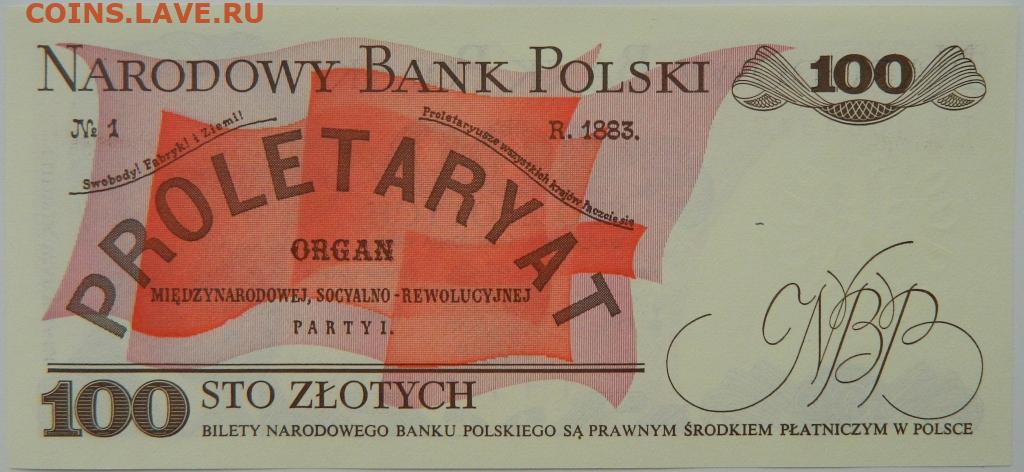 COINS.LAVE.RU
NARODOWY BANK POLSKI
100
№ 1
R. 1883.
Swobody! Fabryk! i Ziemi!
Proletaryusze wszystkich krajów łączcie się
PROLETARYAT
ORGAN
MIĘDZYNARODOWEJ, SOCYALNO-REWOLUCYJNEJ
PARTYI.
NBP
100 STO ZŁOTYCH
BILETY NARODOWEGO BANKU POLSKIEGO SĄ PRAWNYM ŚRODKIEM PŁATNICZYM W POLSCE